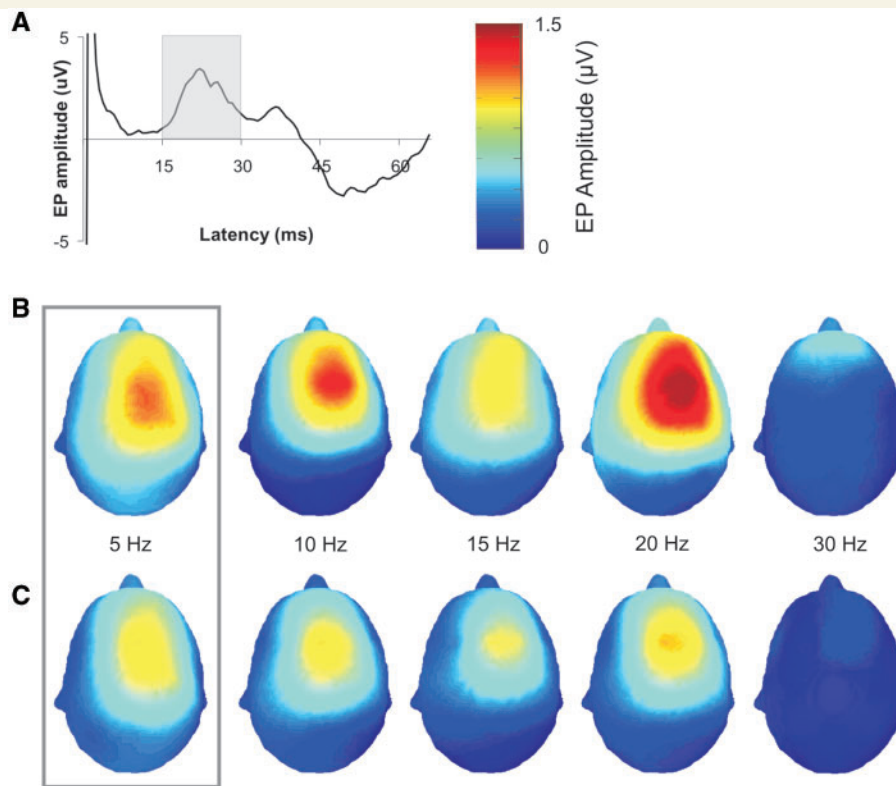 A
5
EP amplitude (uV)
15
30
45
60
-5
Latency (ms)
1.5
EP Amplitude (µV)
0
B
5 Hz
10 Hz
15 Hz
20 Hz
30 Hz
C